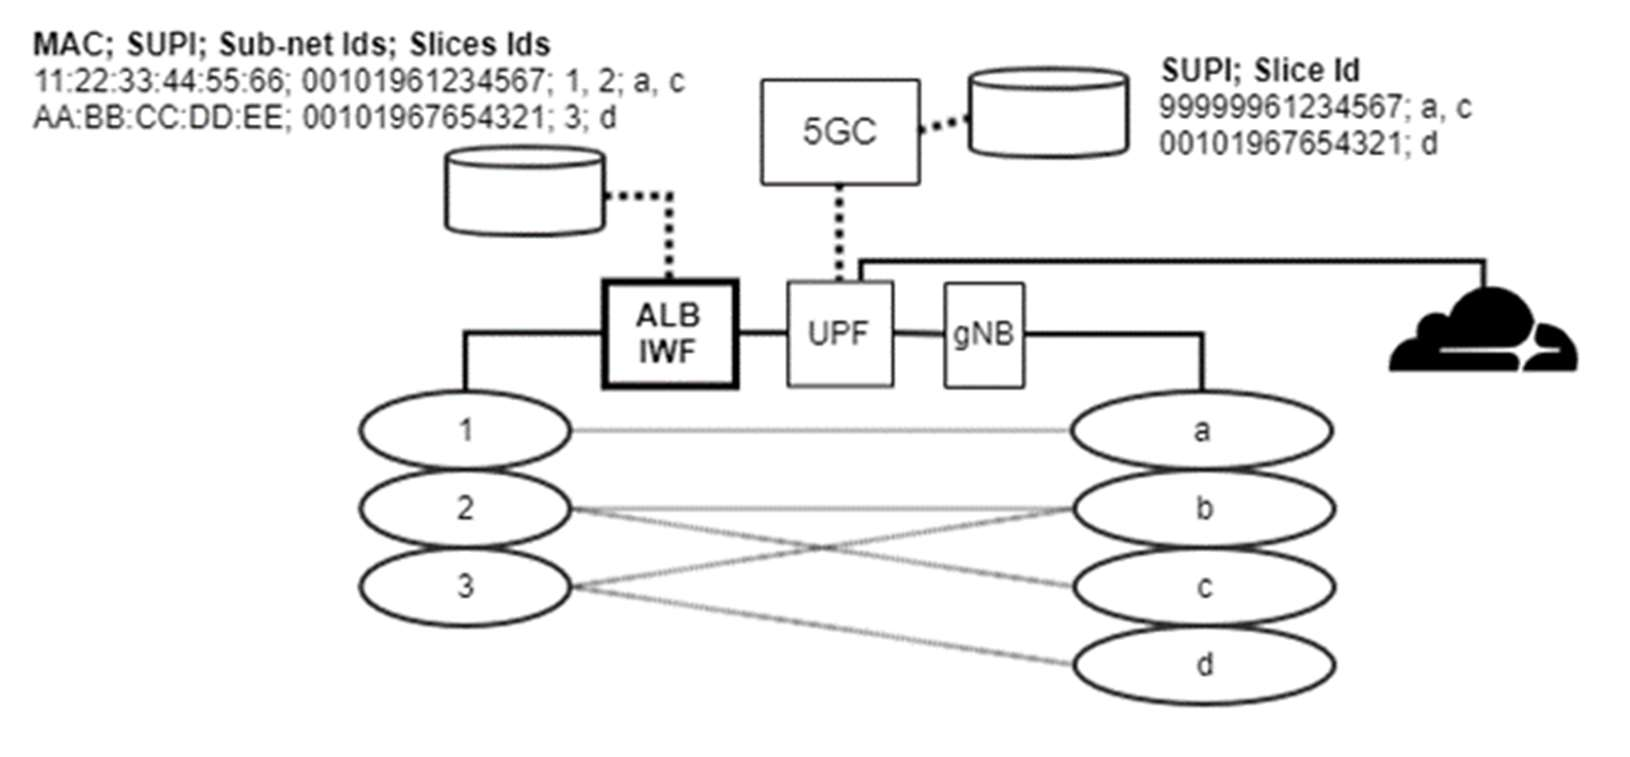 MAC; SUPI; Sub-net Ids; Slices Ids
11:22:33:44:55:66; 00101961234567; 1, 2; a, c
AA:BB:CC:DD:EE; 00101967654321; 3; d
SUPI; Slice Id
99999961234567; a, c
00101967654321; d
5GC
ALB
IWF
UPF
gNB
1
a
2
b
3
c
d